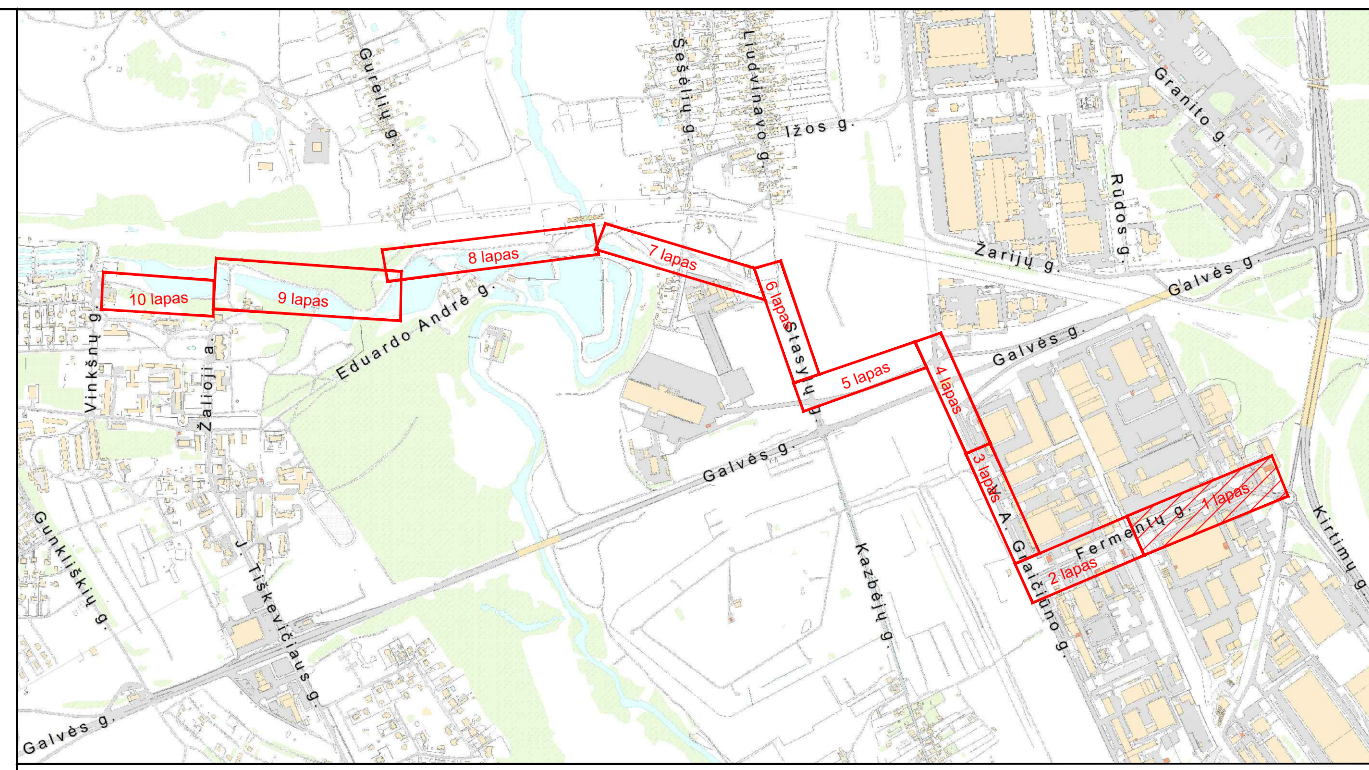 Gurelių g.
Šešėlių g.
Liudvinavo g.
Ižos g.
Granito g.
Rūdos g.
Žarijų g.
Galvės g.
7 lapas
8 lapas
9 lapas
10 lapas
6 lapas
Stasylų g.
Eduardo Andrė g.
Vinkšnų g.
Žalioji a.
Galvės g.
5 lapas
4 lapas
3 lapas
V. A. Graičiūno g.
Galvės g.
Fermentų g.
1 lapas
2 lapas
Kirtimų g.
Gunkliškių g.
J. Tiškevičiaus g.
Kazbėjų g.
Galvės g.